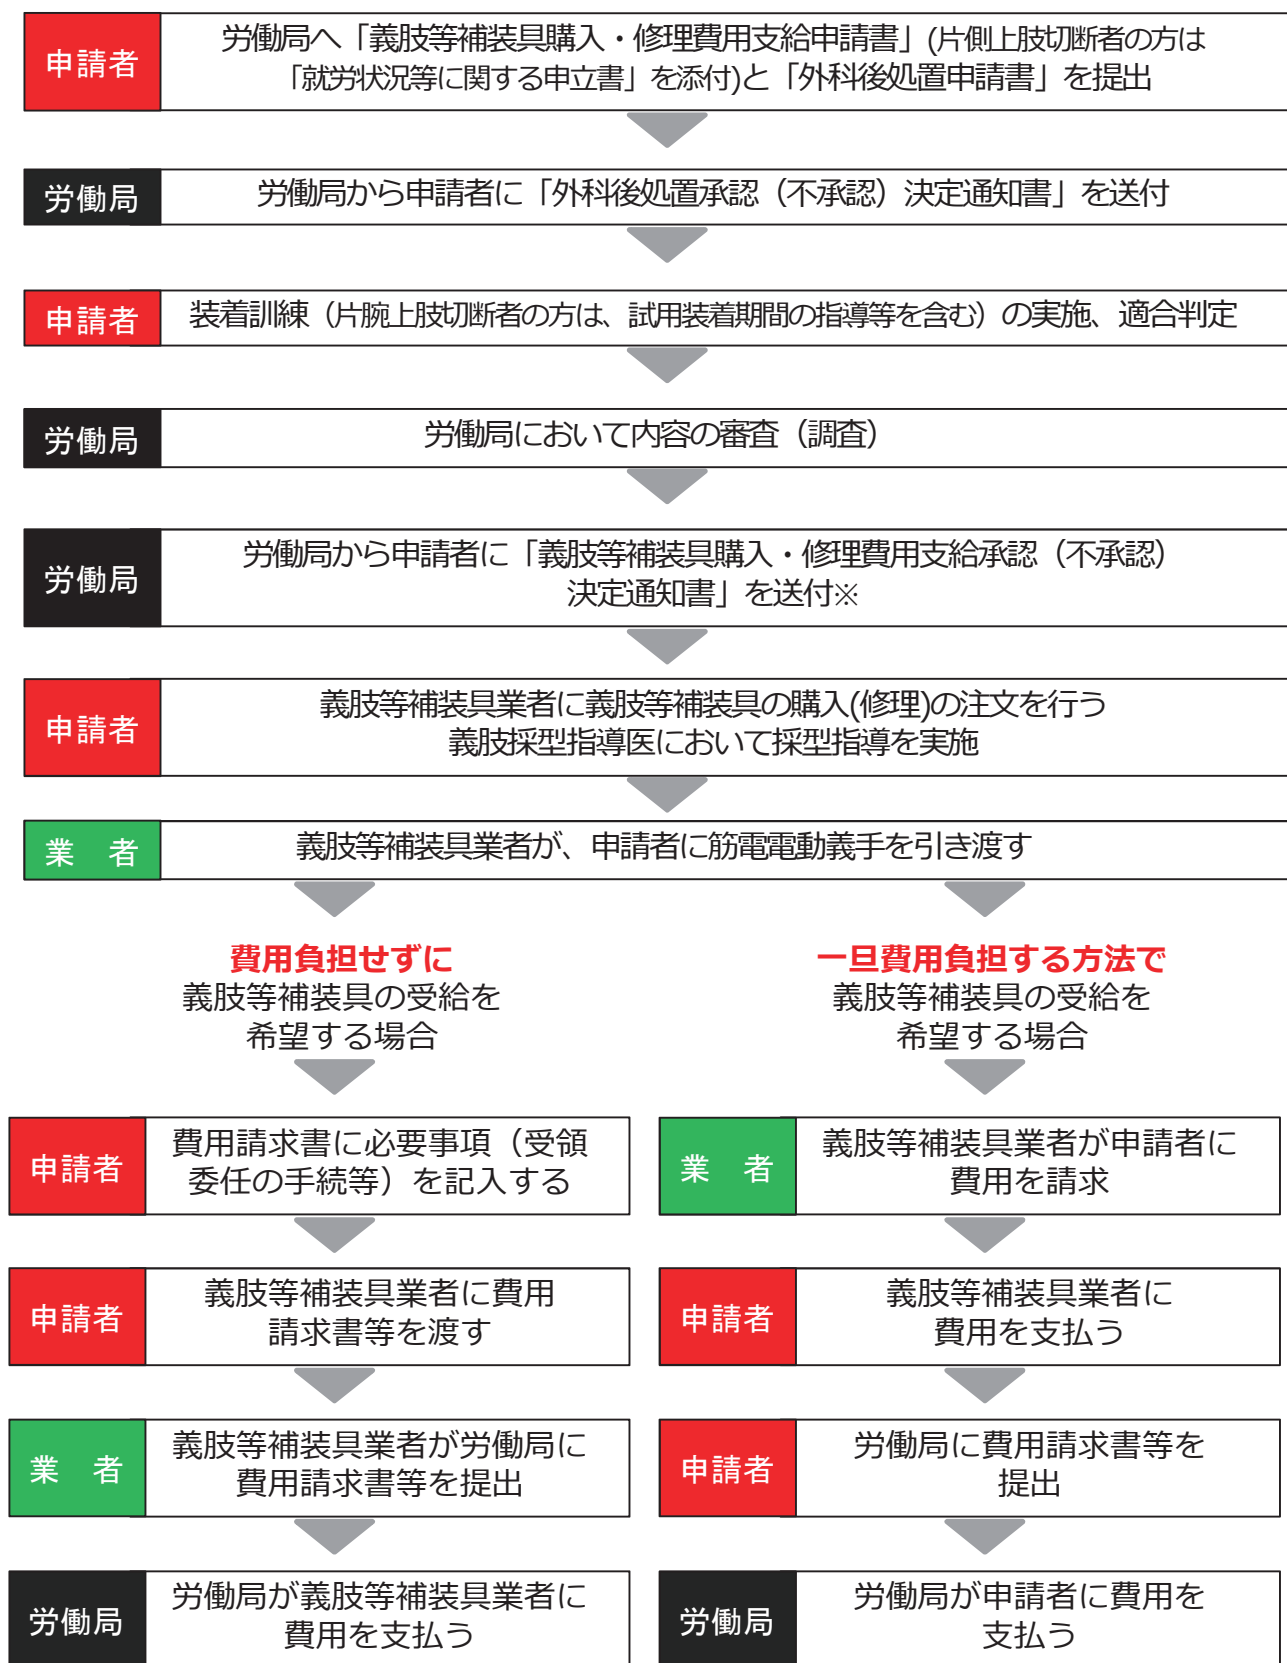 申請者
労働局へ「義肢等補装具購入・修理費用支給申請書」(片側上肢切断者の方は
「就労状況等に関する申立書」を添付)と「外科後処置申請書」を提出
労働局
労働局から申請者に「外科後処置承認（不承認）決定通知書」を送付
申請者
装着訓練（片腕上肢切断者の方は、試用装着期間の指導等を含む）の実施、適合判定
労働局
労働局において内容の審査（調査）
労働局
労働局から申請者に「義肢等補装具購入・修理費用支給承認（不承認）
決定通知書」を送付※
申請者
義肢等補装具業者に義肢等補装具の購入(修理)の注文を行う
義肢採型指導医において採型指導を実施
業　者
義肢等補装具業者が、申請者に筋電電動義手を引き渡す
費用負担せずに
義肢等補装具の受給を
希望する場合
申請者
費用請求書に必要事項（受領
委任の手続等）を記入する
申請者
義肢等補装具業者に費用
請求書等を渡す
業　者
義肢等補装具業者が労働局に
費用請求書等を提出
労働局
労働局が義肢等補装具業者に
費用を支払う
一旦費用負担する方法で
義肢等補装具の受給を
希望する場合
業　者
義肢等補装具業者が申請者に
費用を請求
申請者
義肢等補装具業者に
費用を支払う
申請者
労働局に費用請求書等を
提出
労働局
労働局が申請者に費用を
支払う